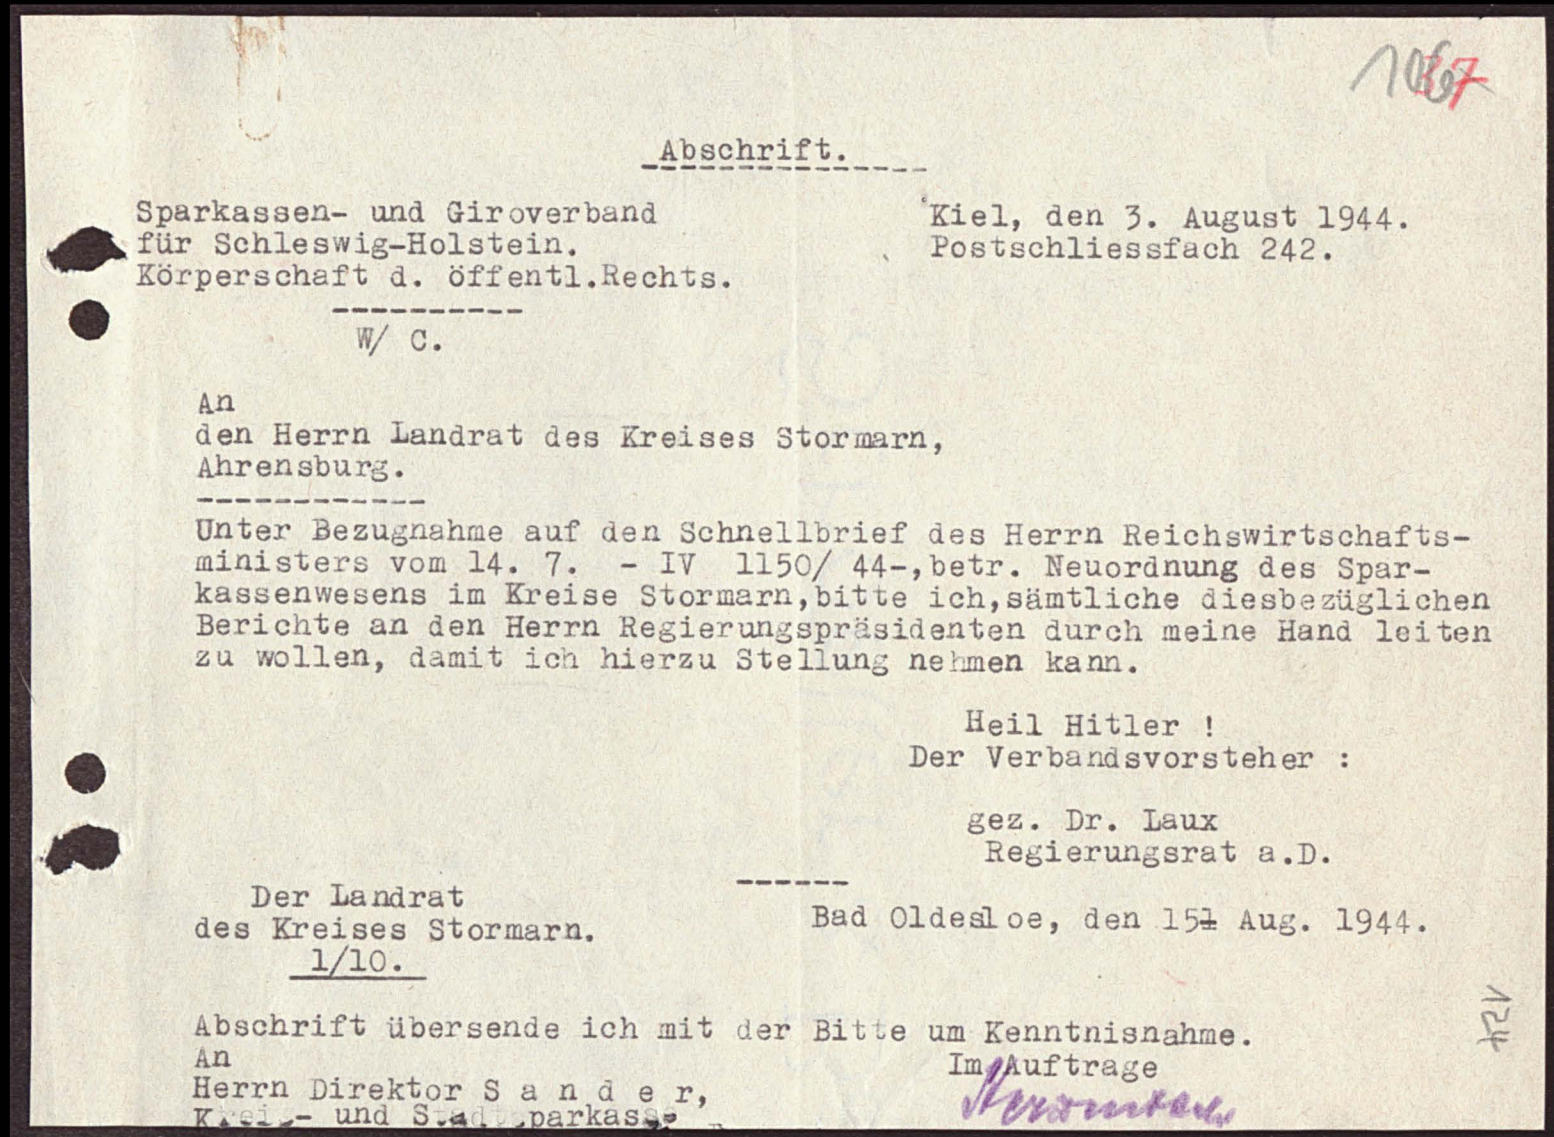 37
Abschrift.
Sparkassen- und Giroverband
für Schleswig-Holstein.
Körperschaft d. öffentl.Rechts.
W/ C.
Kiel, den 3. August 1944.
Postschliessfach 242.
An
den Herrn Landrat des Kreises Stormarn,
Ahrensburg.
Unter Bezugnahme auf den Schnellbrief des Herrn Reichswirtschafts-
ministers vom 14. 7. - IV 1150/ 44-,betr. Neuordnung des Spar-
kassenwesens im Kreise Stormarn,bitte ich,sämtliche diesbezüglichen
Berichte an den Herrn Regierungspräsidenten durch meine Hand leiten
zu wollen, damit ich hierzu Stellung nehmen kann.
Heil Hitler !
Der Verbandsvorsteher :
gez. Dr. Laux
Regierungsrat a.D.
Der Landrat
des Kreises Stormarn.
1/10.
Bad Oldesloe, den 15. Aug. 1944.
124
Abschrift übersende ich mit der Bitte um Kenntnisnahme.
An
Herrn Direktor S a n d e r,
Im Auftrage
Kreis- und Stadtsparkasse